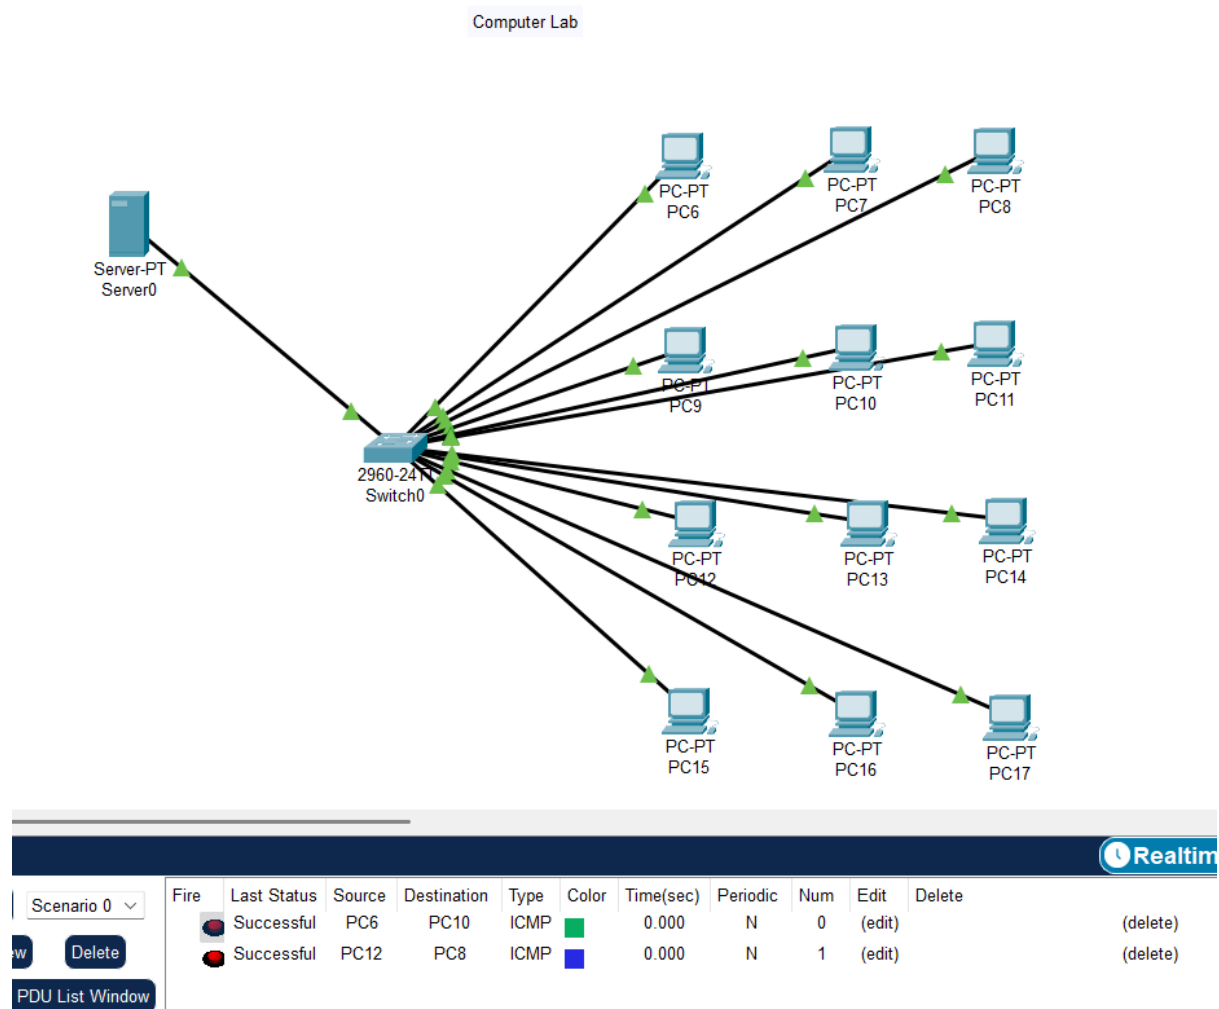 Computer Lab
PC-PT
PC6
PC-PT
PC7
PC-PT
PC8
Server-PT
Server0
PC-PT
PC9
PC-PT
PC10
PC-PT
PC11
2960-24TT
Switch0
PC-PT
PC12
PC-PT
PC13
PC-PT
PC14
PC-PT
PC15
PC-PT
PC16
PC-PT
PC17
Realtim
Scenario 0
ew Delete
PDU List Window
Fire Last Status Source Destination Type Color Time(sec) Periodic Num Edit Delete
Successful PC6 PC10 ICMP 0.000 N 0 (edit) (delete)
Successful PC12 PC8 ICMP 0.000 N 1 (edit) (delete)